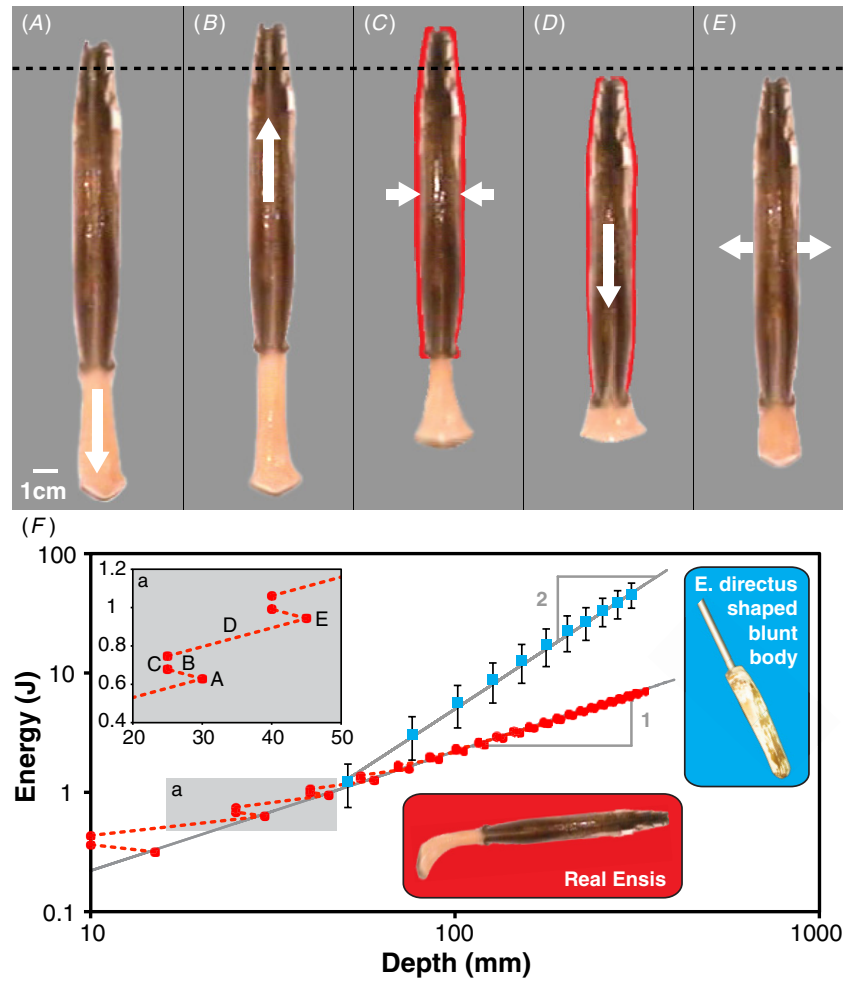 (A)
(B)
(C)
(D)
(E)
1cm
(F)
Energy (J)
100
10
1
0.1
10
100
1000
Depth (mm)
a
1.2
1
0.8
0.6
0.4
20
30
40
50
C
B
A
D
E
a
2
1
E. directus
shaped
blunt
body
Real Ensis